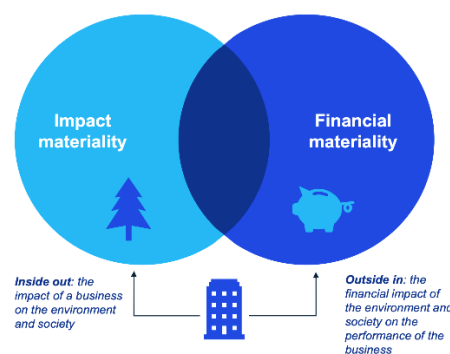 Impact
materiality
Financial
materiality
Inside out: the
impact of a business
on the environment
and society
Outside in: the
financial impact of
the environment and
society on the
performance of the
business